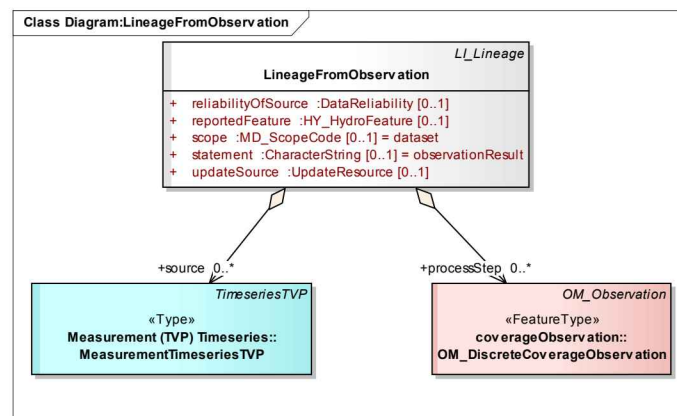 Class Diagram:LineageFromObservation
LI_Lineage
LineageFromObservation
+ reliabilityOfSource :DataReliability [0..1]
+ reportedFeature :HY_HydroFeature [0..1]
+ scope :MD_ScopeCode [0..1] = dataset
+ statement :CharacterString [0..1] = observationResult
+ updateSource :UpdateResource [0..1]
+source 0..*
+processStep 0..*
TimeseriesTVP
«Type»
Measurement (TVP) Timeseries::
MeasurementTimeseriesTVP
OM_Observation
«FeatureType»
coverageObservation::
OM_DiscreteCoverageObservation